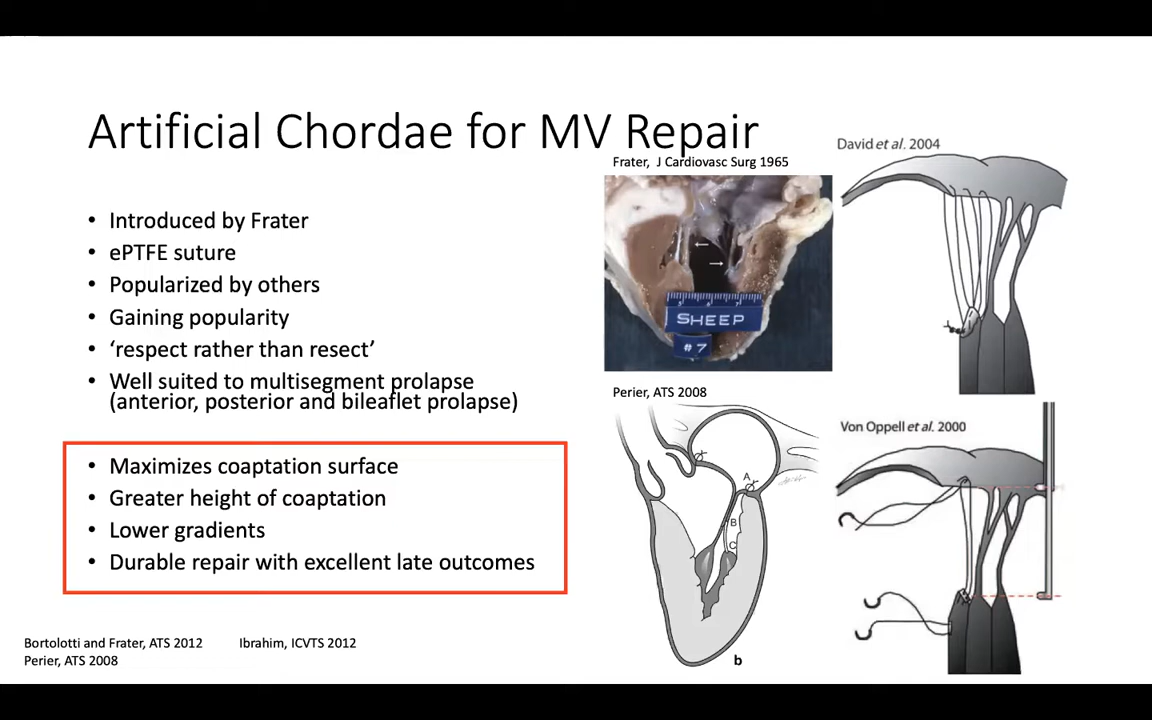 Artificial Chordae for MV Repair
• Introduced by Frater
• ePTFE suture
• Popularized by others
• Gaining popularity
• ‘respect rather than resect’
• Well suited to multisegment prolapse
(anterior, posterior and bileaflet prolapse)
• Maximizes coaptation surface
• Greater height of coaptation
• Lower gradients
• Durable repair with excellent late outcomes
Bortolotti and Frater, ATS 2012
Ibrahim, ICVTS 2012
Perier, ATS 2008
Frater, J Cardiovasc Surg 1965
SHEEP
#7
David et al. 2004
Perier, ATS 2008
A
B
C
b
Von Oppell et al. 2000